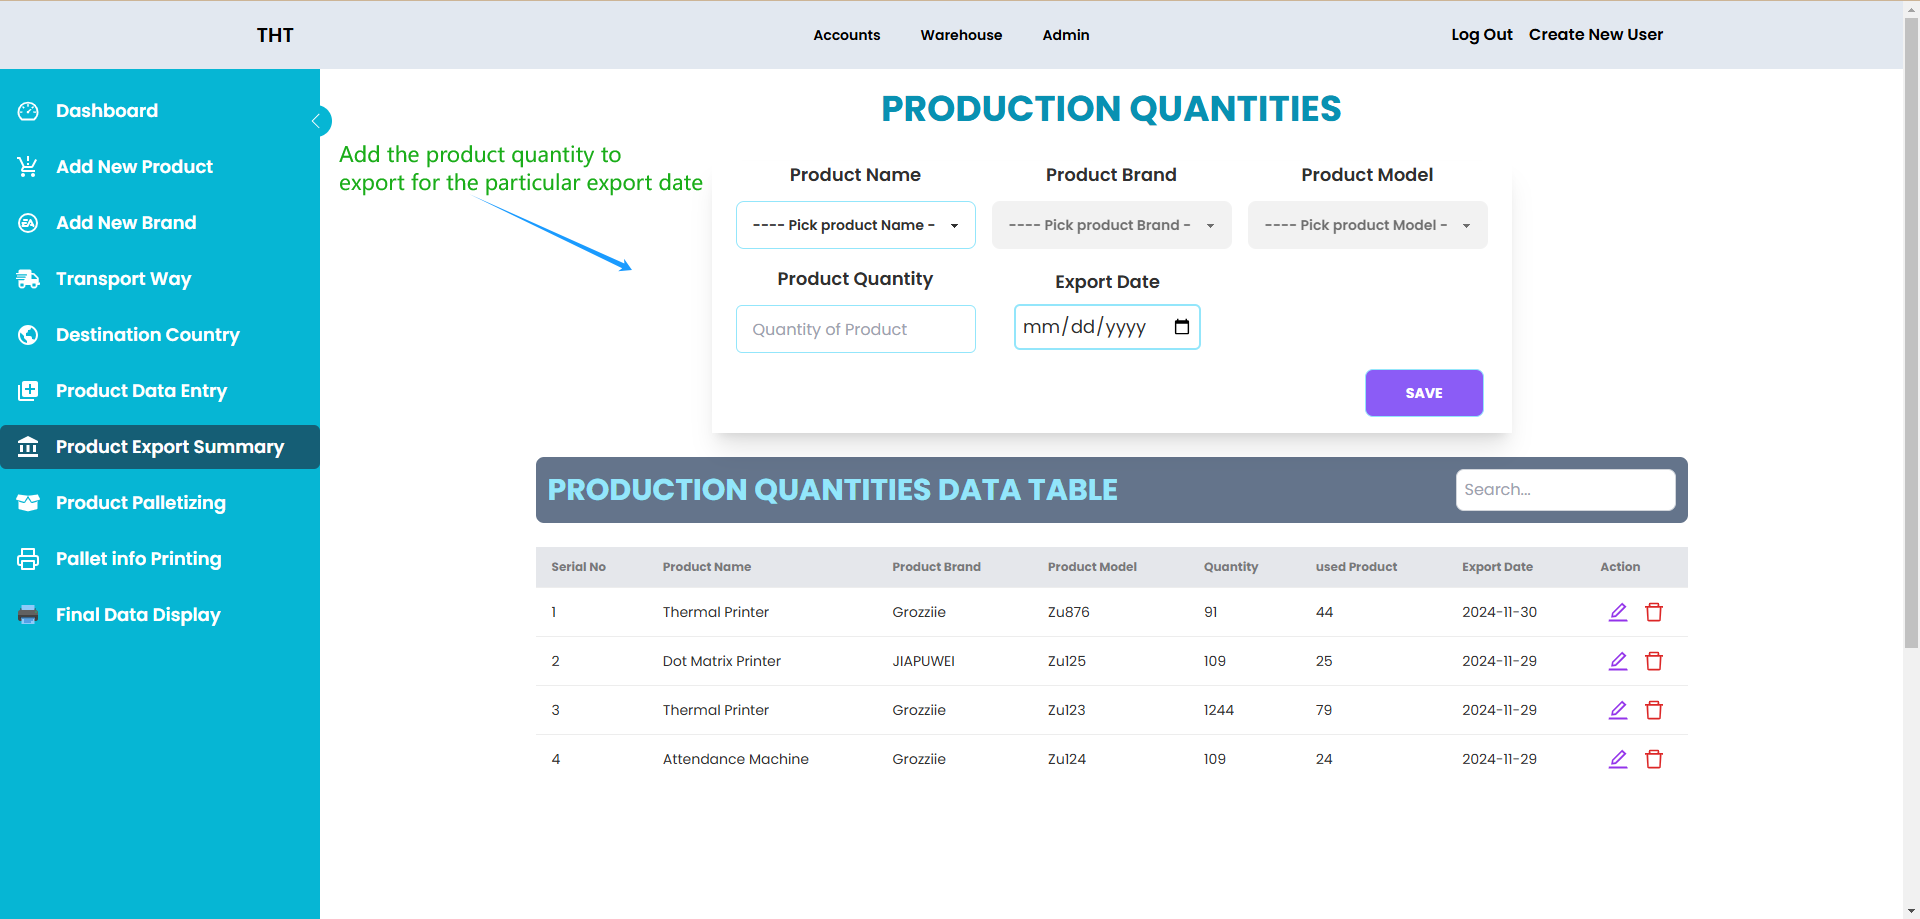 THT
Accounts Warehouse Admin
Log Out Create New User
Dashboard
Add New Product
Add New Brand
Transport Way
Destination Country
Product Data Entry
Product Export Summary
Product Palletizing
Pallet info Printing
Final Data Display
Add the product quantity to
export for the particular export date
PRODUCTION QUANTITIES
Product Name Product Brand Product Model
---- Pick product Name - ---- Pick product Brand - ---- Pick product Model -
Product Quantity Export Date
Quantity of Product mm/dd/yyyy
SAVE
PRODUCTION QUANTITIES DATA TABLE Search...
Serial No Product Name Product Brand Product Model Quantity used Product Export Date Action
1 Thermal Printer Grozziie Zu876 91 44 2024-11-30
2 Dot Matrix Printer JIAPUWEI Zu125 109 25 2024-11-29
3 Thermal Printer Grozziie Zu123 1244 79 2024-11-29
4 Attendance Machine Grozziie Zu124 109 24 2024-11-29